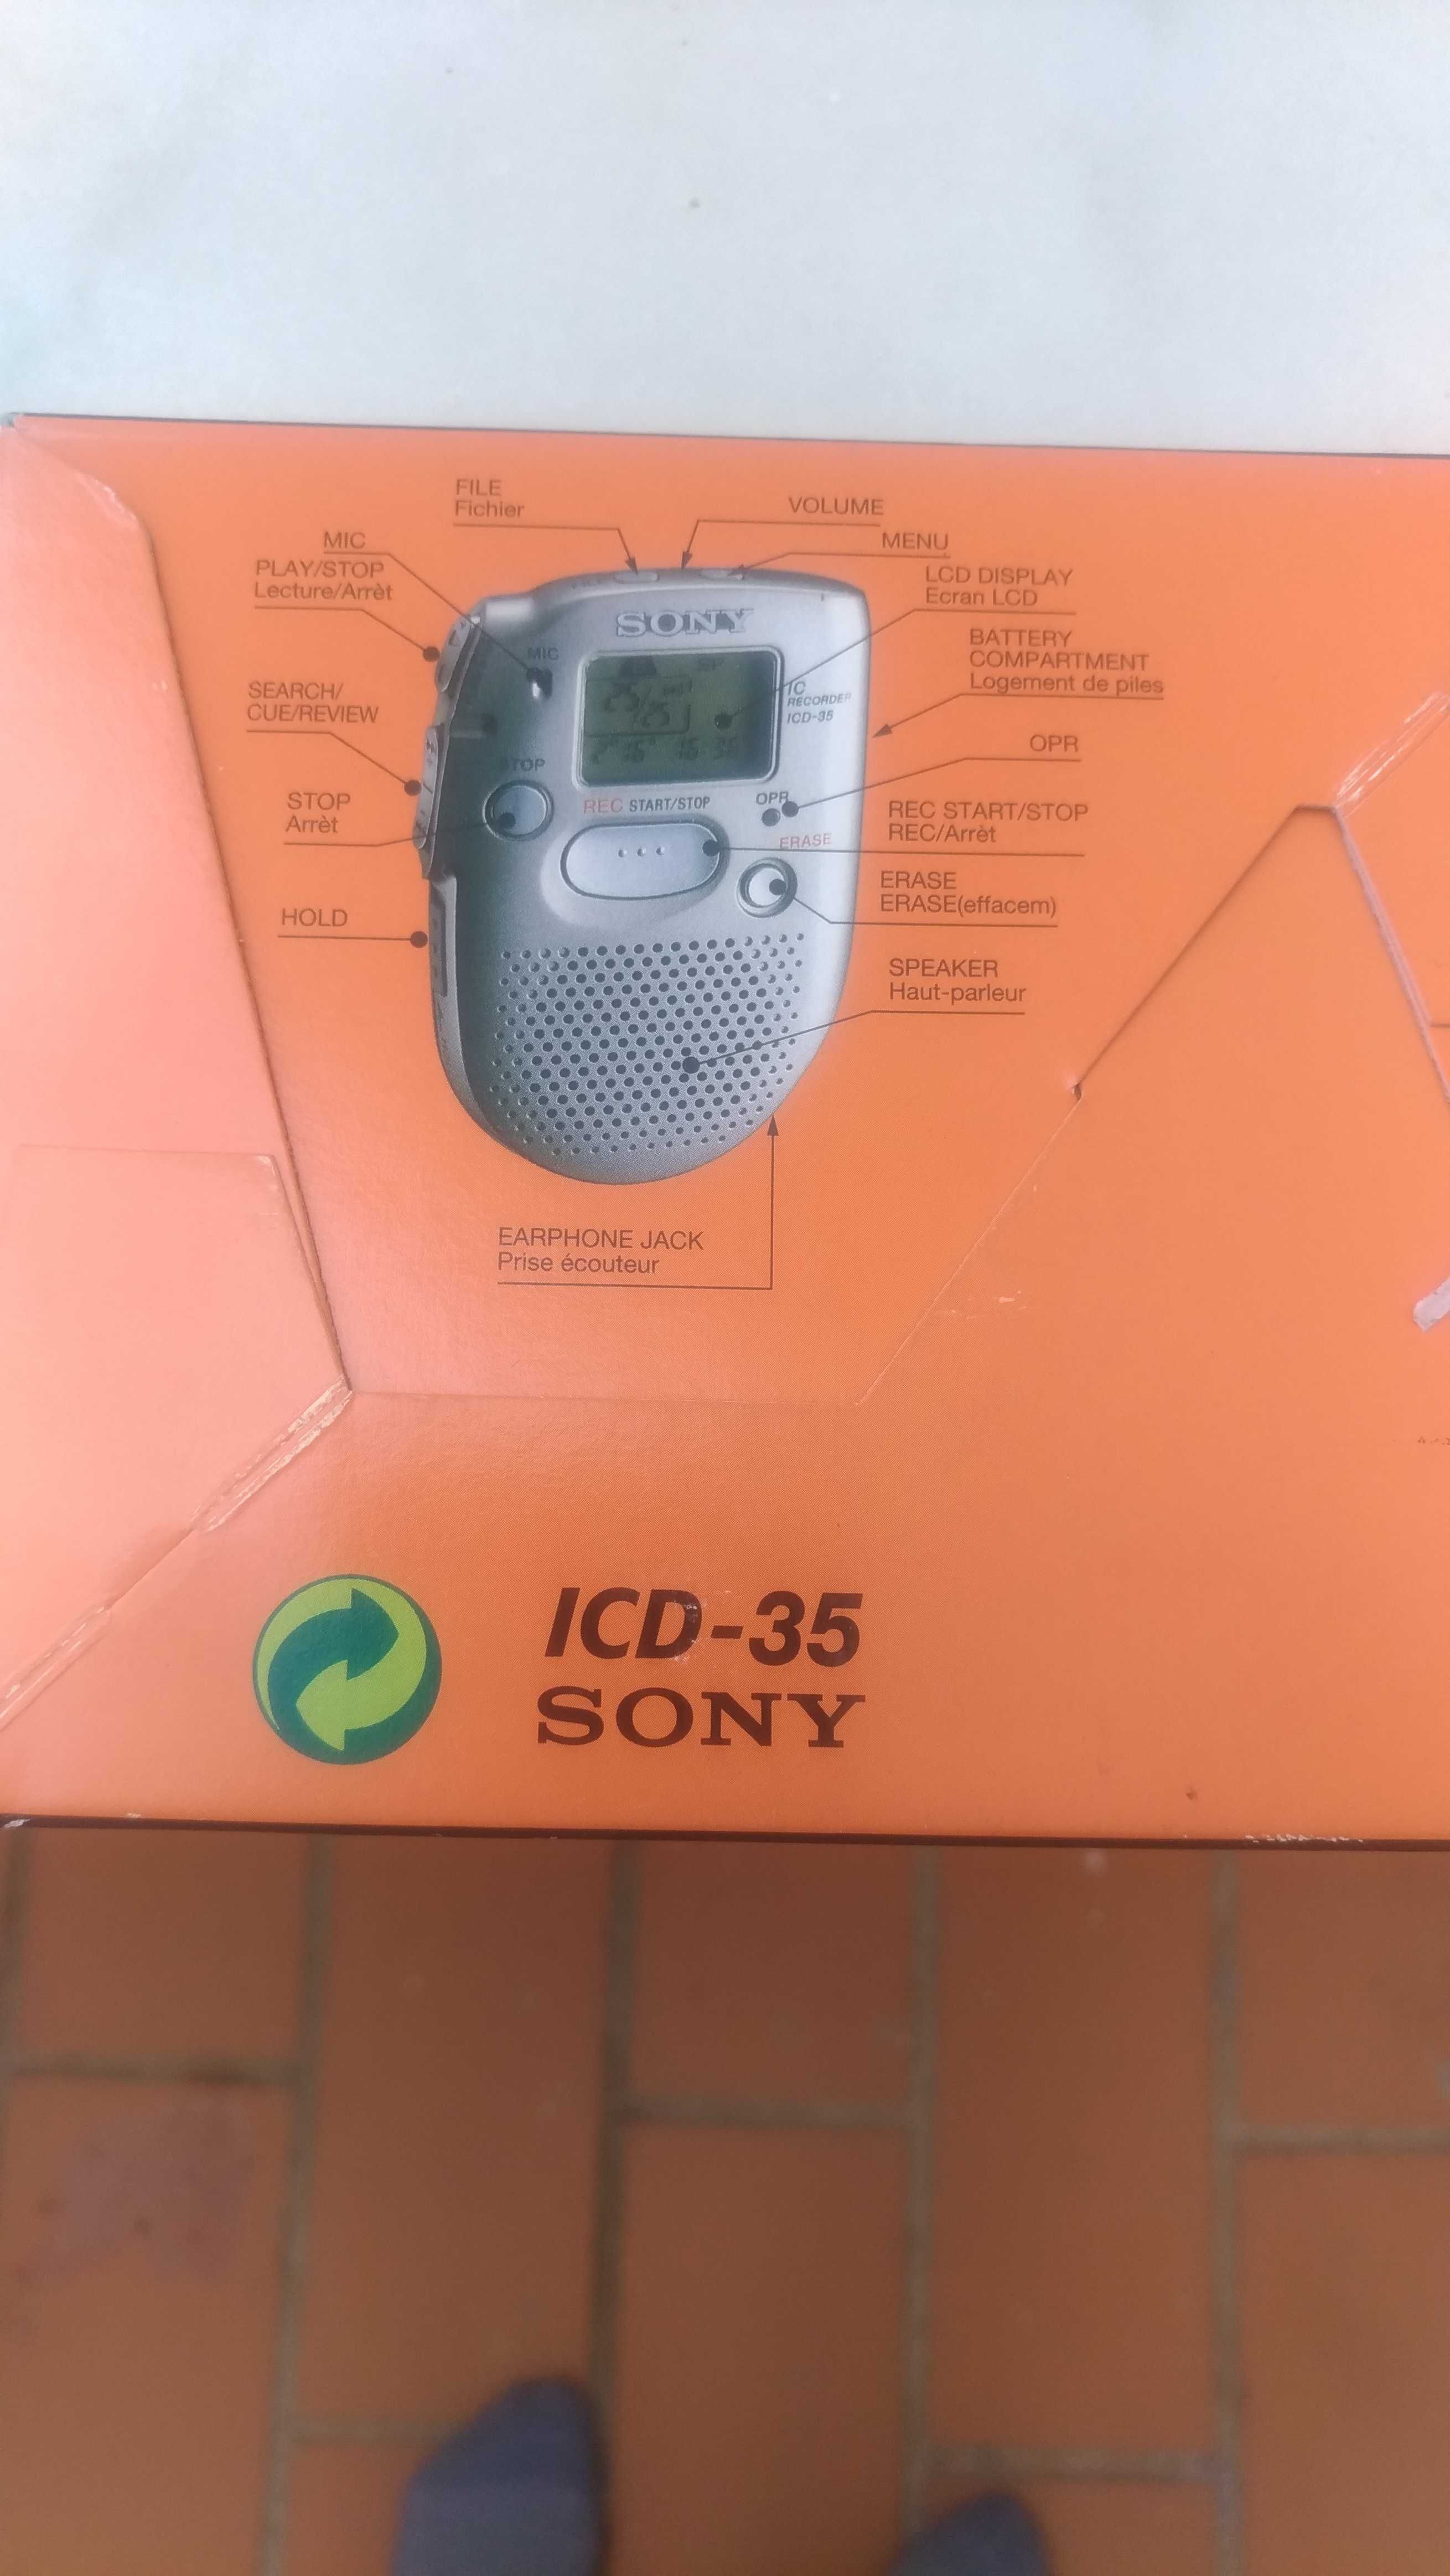 FILE
Fichier
VOLUME
MIC
MENU
PLAY/STOP
Lecture/Arrèt
LCD DISPLAY
Ecran LCD
SONY
MIC
BATTERY
COMPARTMENT
Logement de piles
SEARCH/
CUE/REVIEW
25/25
IC
RECORDER
ICD-35
OPR
STOP
STOP
Arrèt
REC START/STOP
OPR
REC START/STOP
REC/Arrèt
ERASE
ERASE
ERASE(effacem)
HOLD
SPEAKER
Haut-parleur
EARPHONE JACK
Prise écouteur
ICD-35
SONY